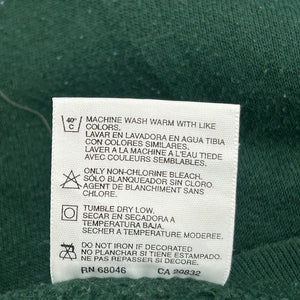 40°
C
MACHINE WASH WARM WITH LIKE
COLORS.
LAVAR EN LAVADORA EN AGUA TIBIA
CON COLORES SIMILARES.
LAVER A LA MACHINE A L'EAU TIEDE
AVEC COULEURS SEMBLABLES.
ONLY NON-CHLORINE BLEACH.
SÓLO BLANQUEADOR SIN CLORO.
AGENT DE BLANCHIMENT SANS
CHLORE.
TUMBLE DRY LOW.
SECAR EN SECADORA A
TEMPERATURA BAJA.
SECHER A TEMPERATURE MODEREE.
DO NOT IRON IF DECORATED
NO PLANCHAR SI ESTAMPADO.
NE PAS REPASSER SI DECORE.
RN 68046 CA 20832